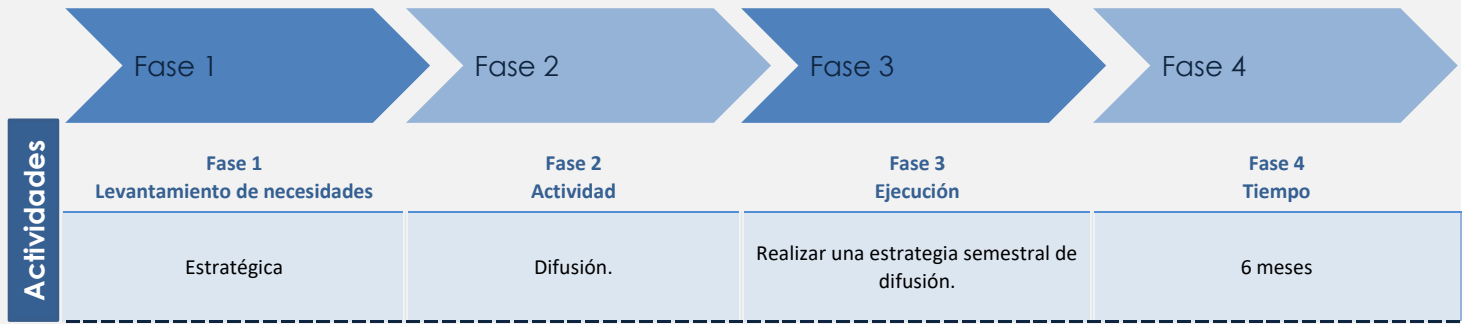 Fase 1
Fase 2
Fase 3
Fase 4
Actividades
Fase 1
Levantamiento de necesidades
Fase 2
Actividad
Fase 3
Ejecución
Fase 4
Tiempo
Estratégica
Difusión.
Realizar una estrategia semestral de
difusión.
6 meses